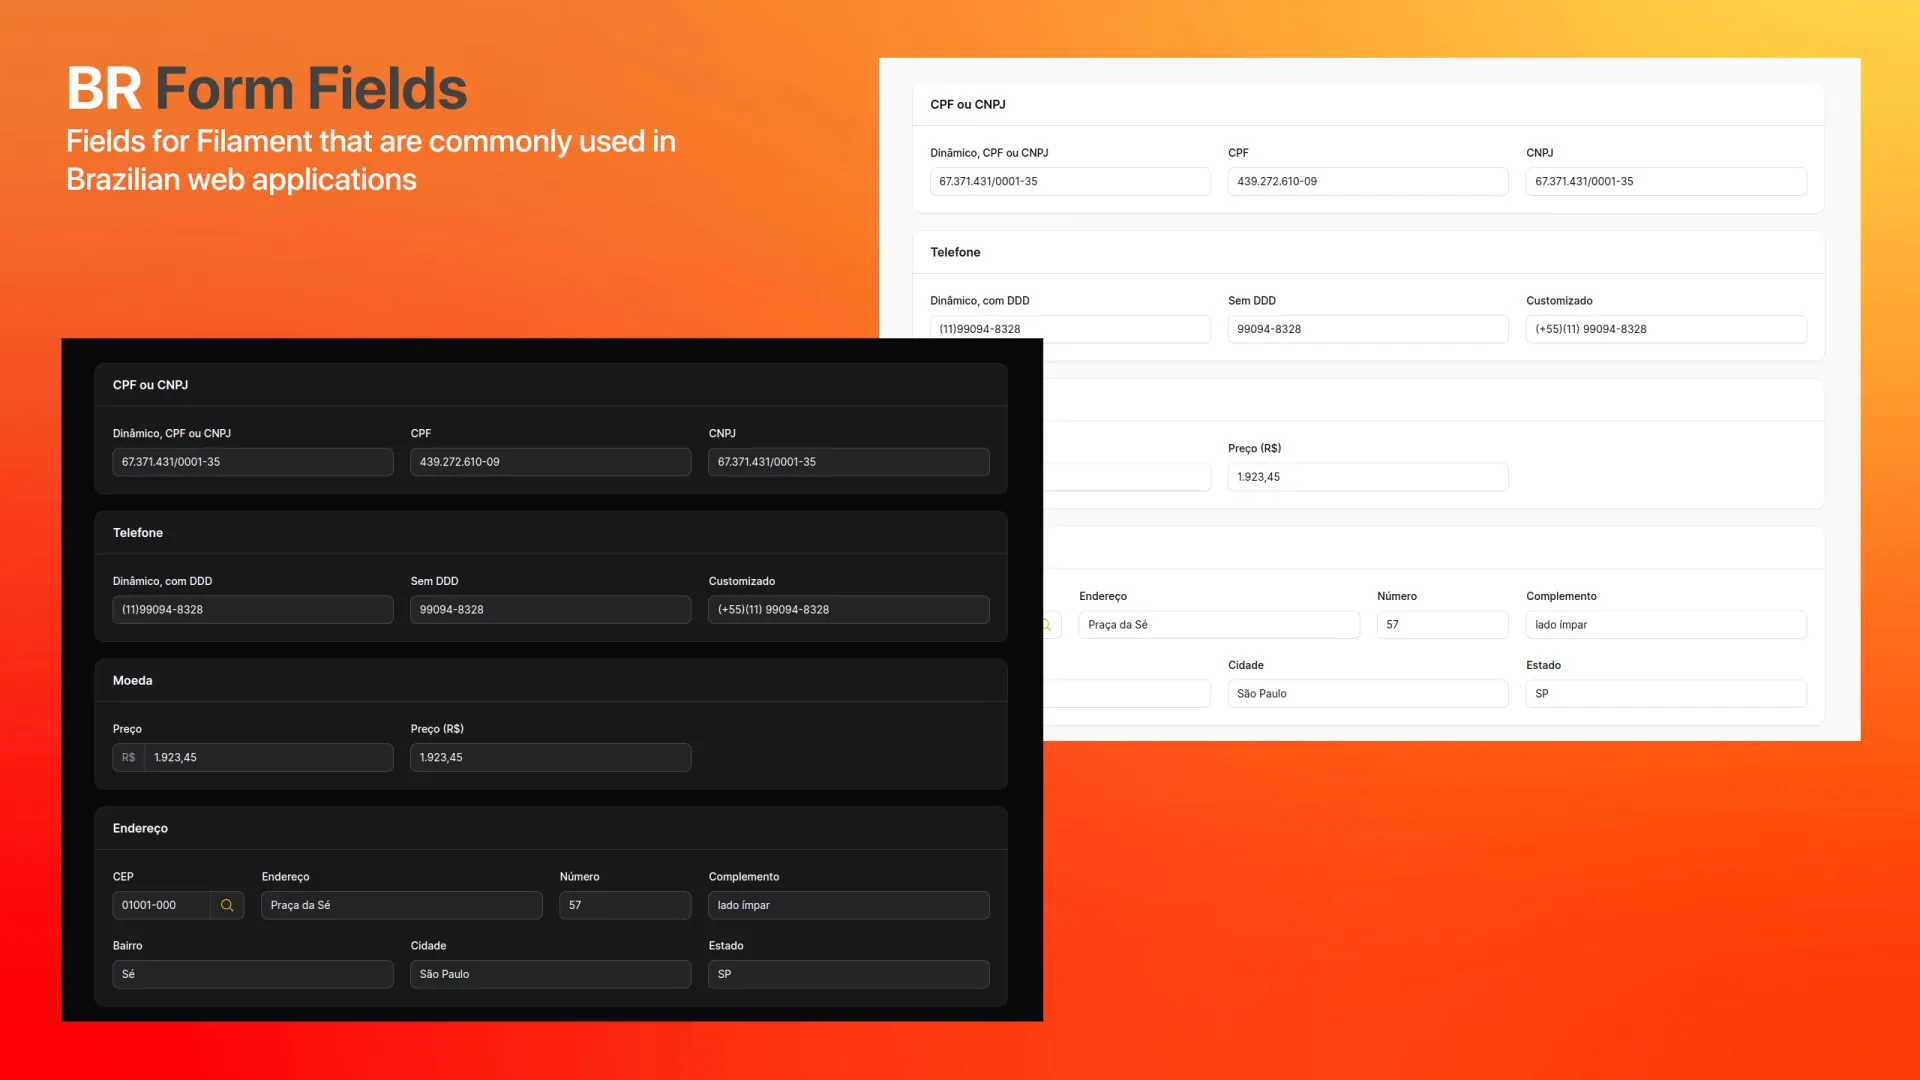 BR Form Fields
Fields for Filament that are commonly used in
Brazilian web applications
CPF ou CNPJ
Dinâmico, CPF ou CNPJ CPF CNPJ
67.371.431/0001-35 439.272.610-09 67.371.431/0001-35
Telefone
Dinâmico, com DDD Sem DDD Customizado
(11)99094-8328 99094-8328 (+55)(11) 99094-8328
Preço (R$)
1.923,45
Endereço Número Complemento
Praça da Sé 57 lado ímpar
Cidade Estado
São Paulo SP
CPF ou CNPJ
Dinâmico, CPF ou CNPJ CPF CNPJ
67.371.431/0001-35 439.272.610-09 67.371.431/0001-35
Telefone
Dinâmico, com DDD Sem DDD Customizado
(11)99094-8328 99094-8328 (+55)(11) 99094-8328
Moeda
Preço Preço (R$)
R$ 1.923,45 1.923,45
Endereço
CEP Endereço Número Complemento
01001-000 Praça da Sé 57 lado ímpar
Bairro Cidade Estado
Sé São Paulo SP